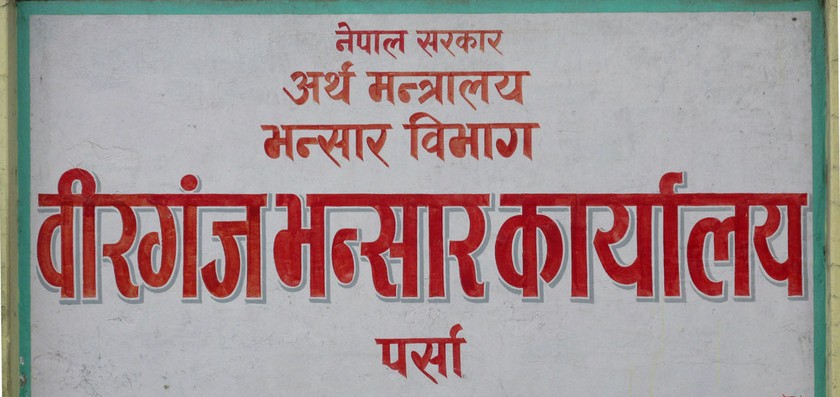 नेपाल सरकार
अर्थ मन्त्रालय
भन्सार विभाग
वीरगंज भन्सार कार्यालय
पर्सा